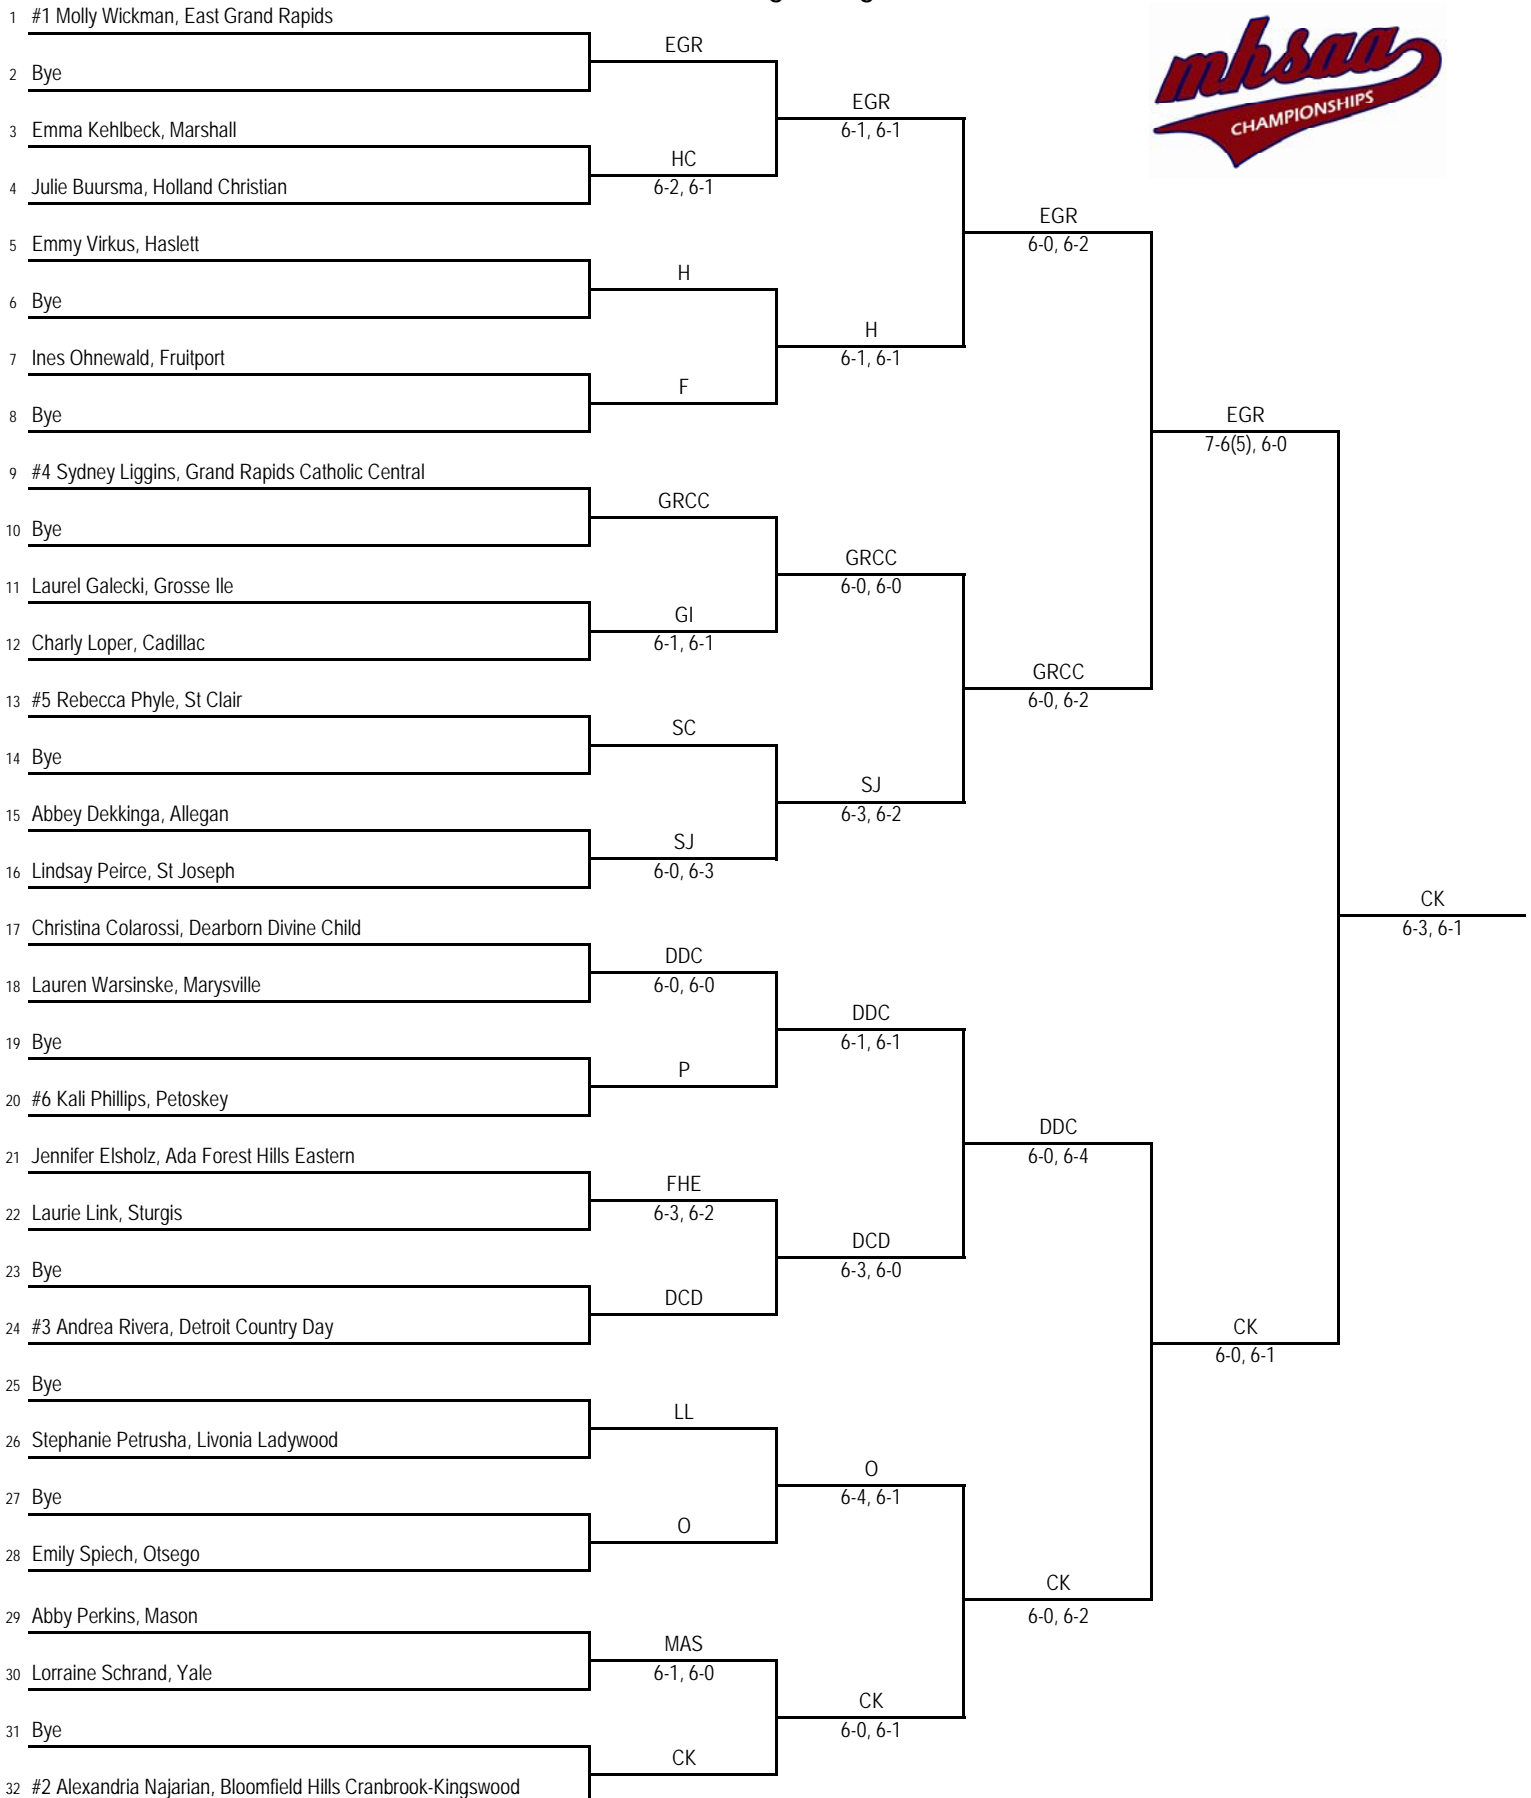 1 #1 Molly Wickman, East Grand Rapids
2 Bye
3 Emma Kehlbeck, Marshall
4 Julie Buursma, Holland Christian
5 Emmy Virkus, Haslett
6 Bye
7 Ines Ohnewald, Fruitport
8 Bye
9 #4 Sydney Liggins, Grand Rapids Catholic Central
10 Bye
11 Laurel Galecki, Grosse Ile
12 Charly Loper, Cadillac
13 #5 Rebecca Phyle, St Clair
14 Bye
15 Abbey Dekkinga, Allegan
16 Lindsay Peirce, St Joseph
17 Christina Colarossi, Dearborn Divine Child
18 Lauren Warsinske, Marysville
19 Bye
20 #6 Kali Phillips, Petoskey
21 Jennifer Elsholz, Ada Forest Hills Eastern
22 Laurie Link, Sturgis
23 Bye
24 #3 Andrea Rivera, Detroit Country Day
25 Bye
26 Stephanie Petrusha, Livonia Ladywood
27 Bye
28 Emily Spiech, Otsego
29 Abby Perkins, Mason
30 Lorraine Schrand, Yale
31 Bye
32 #2 Alexandria Najarian, Bloomfield Hills Cranbrook-Kingswood
EGR
HC
6-2, 6-1
H
F
GRCC
GI
6-1, 6-1
SC
SJ
6-0, 6-3
DDC
6-0, 6-0
P
FHE
6-3, 6-2
DCD
LL
O
MAS
6-1, 6-0
CK
EGR
6-1, 6-1
H
6-1, 6-1
GRCC
6-0, 6-0
SJ
6-3, 6-2
DDC
6-1, 6-1
DCD
6-3, 6-0
O
6-4, 6-1
CK
6-0, 6-1
EGR
6-0, 6-2
GRCC
6-0, 6-2
DDC
6-0, 6-4
CK
6-0, 6-2
EGR
7-6(5), 6-0
CK
6-0, 6-1
CK
6-3, 6-1
mhsaa
CHAMPIONSHIPS